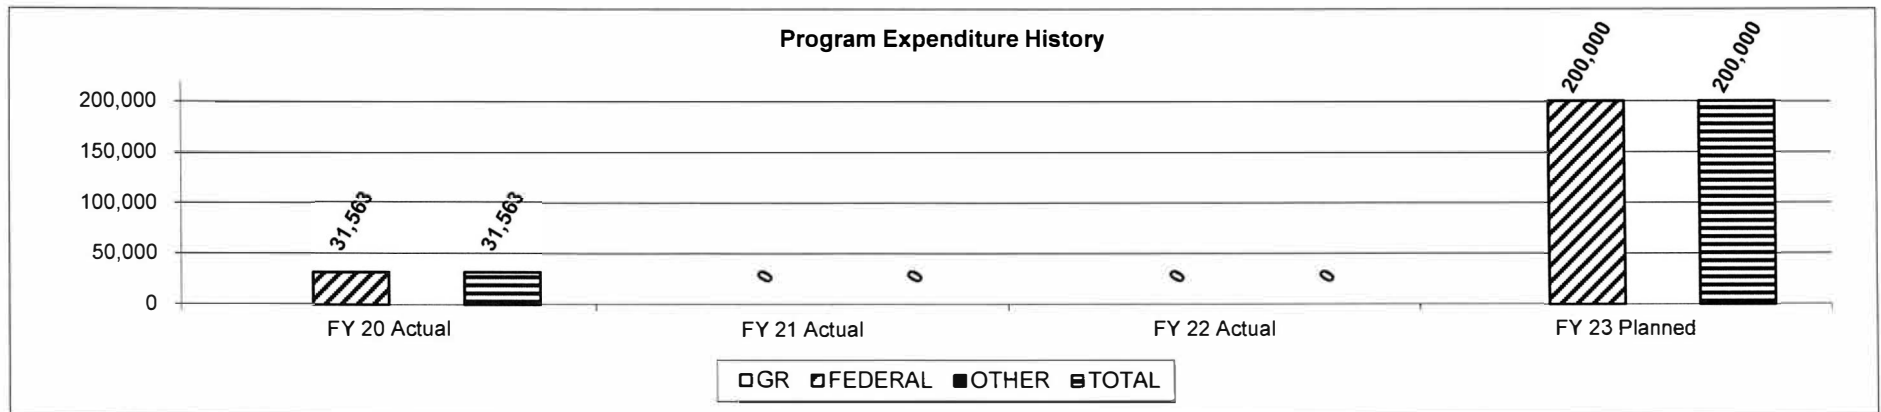 Program Expenditure History
200,000
150,000
100,000
50,000
0
31,563
31,563
0
0
0
0
200,000
200,000
FY 20 Actual
FY 21 Actual
FY 22 Actual
FY 23 Planned
GR FEDERAL OTHER TOTAL